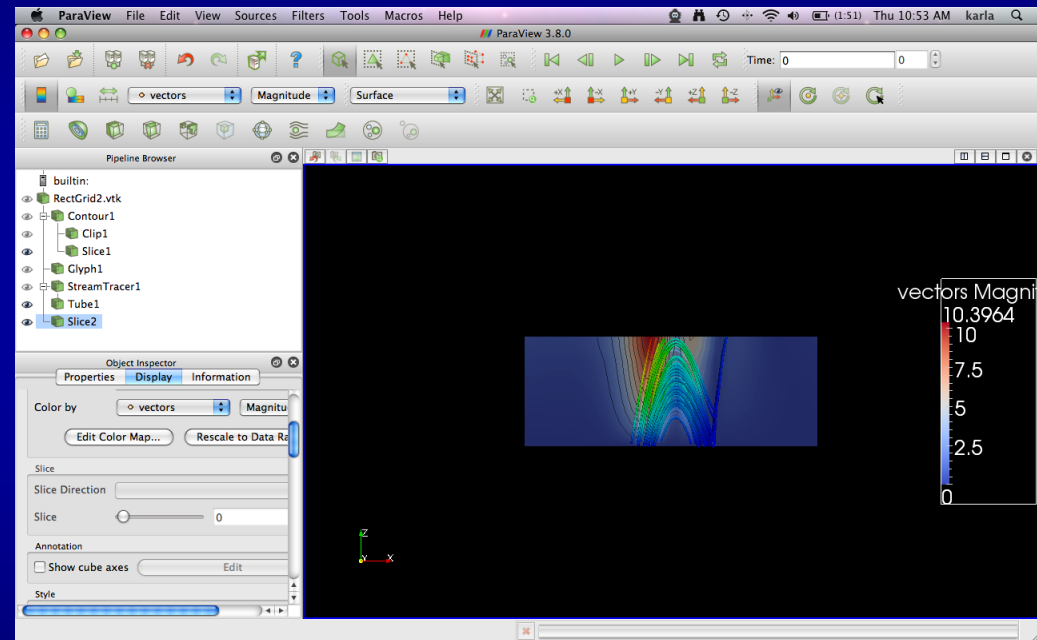 ParaView File Edit View Sources Filters Tools Macros Help (1:51) Thu 10:53 AM karla
ParaView 3.8.0
Time: 0 0
vectors Magnitude Surface +X -X +Y -Y +Z -Z
Pipeline Browser
builtin:
RectGrid2.vtk
Contour1
Clip1
Slice1
Glyph1
StreamTracer1
Tube1
Slice2
Object Inspector
Properties Display Information
Color by vectors Magnitu
Edit Color Map... Rescale to Data Ra
Slice
Slice Direction
Slice 0
Annotation
Show cube axes Edit
Style
vectors Magni
10.3964
10
7.5
5
2.5
0
Z
Y X